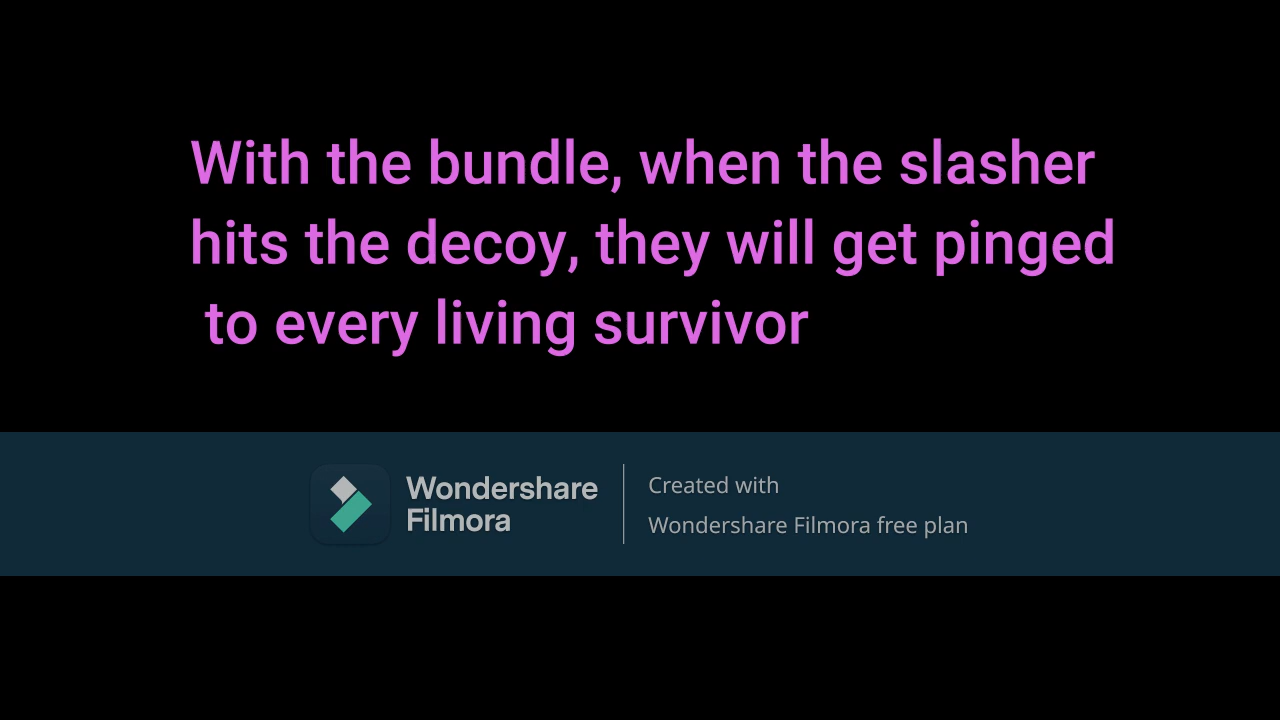 With the bundle, when the slasher
hits the decoy, they will get pinged
to every living survivor
Wondershare
Filmora
Created with
Wondershare Filmora free plan